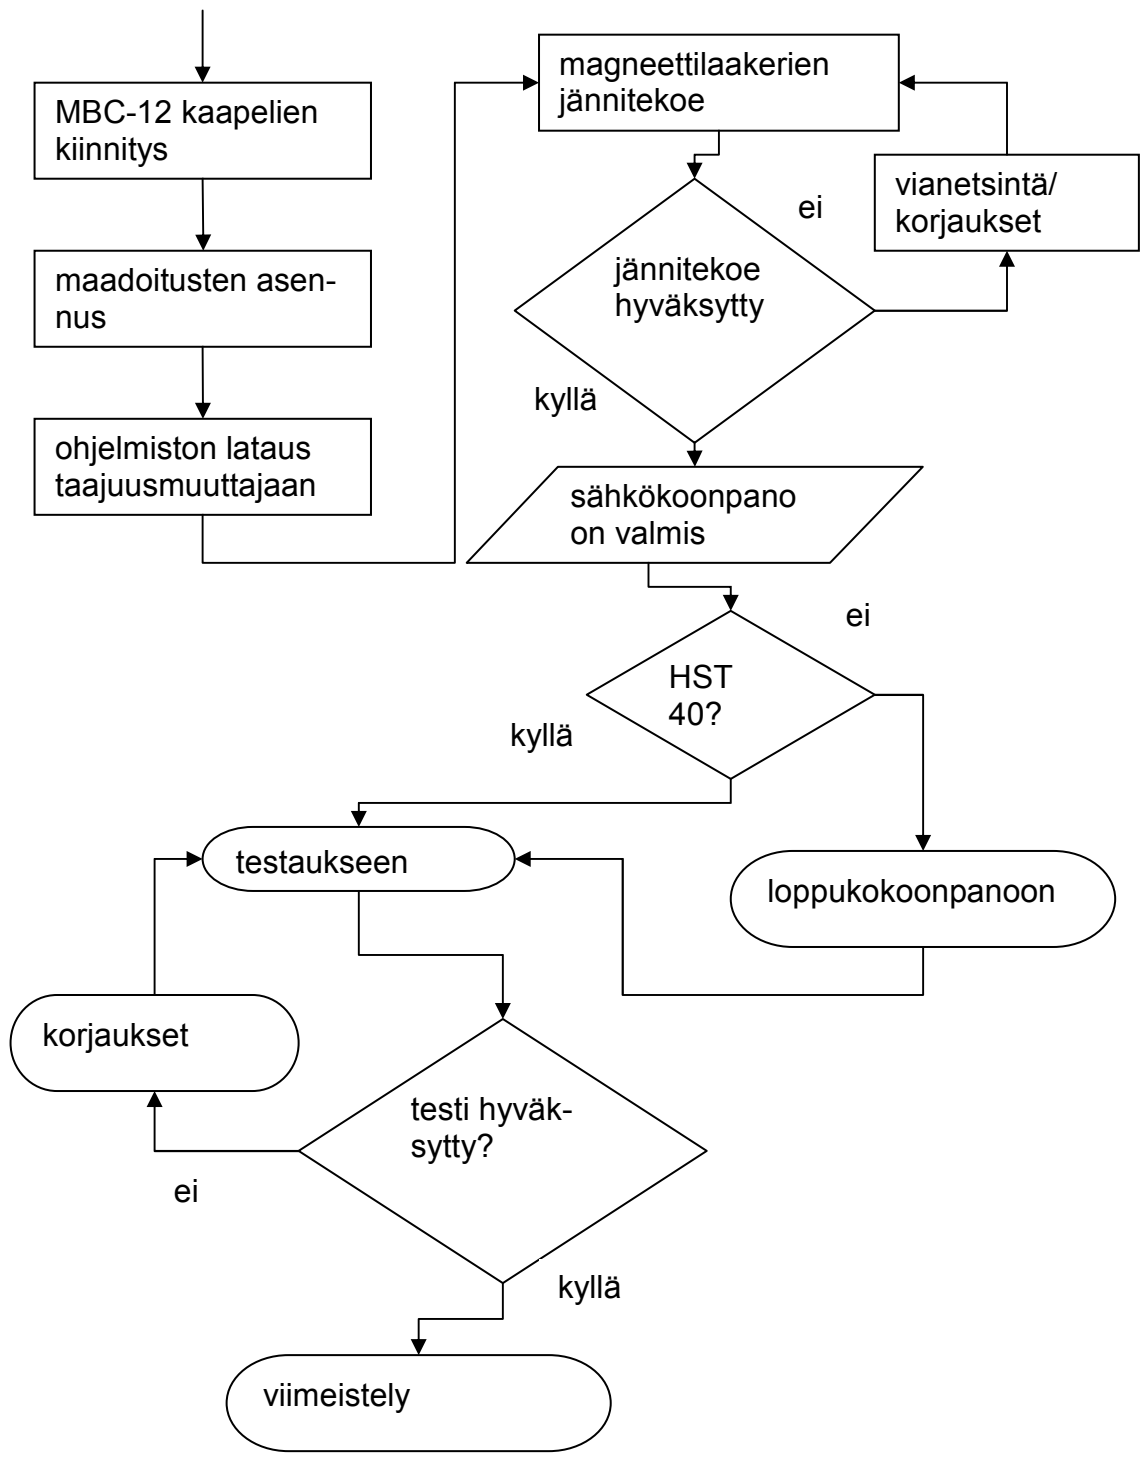 MBC-12 kaapelien
kiinnitys
maadoitusten asen-
nus
ohjelmiston lataus
taajuusmuuttajaan
magneettilaakerien
jännitekoe
vianetsintä/
korjaukset
ei
jännitekoe
hyväksytty
kyllä
sähkökoonpano
on valmis
ei
HST
40?
kyllä
testaukseen
loppukokoonpanoon
korjaukset
testi hyväk-
sytty?
ei
kyllä
viimeistely